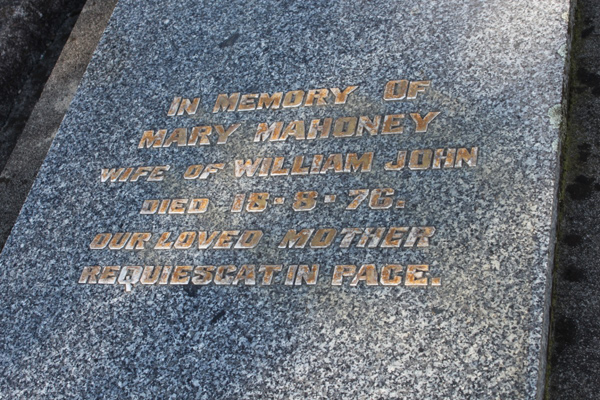 IN MEMORY OF
MARY MAHONEY
WIFE OF WILLIAM JOHN
DIED 18-8-76.
OUR LOVED MOTHER
REQUIESCAT IN PACE.